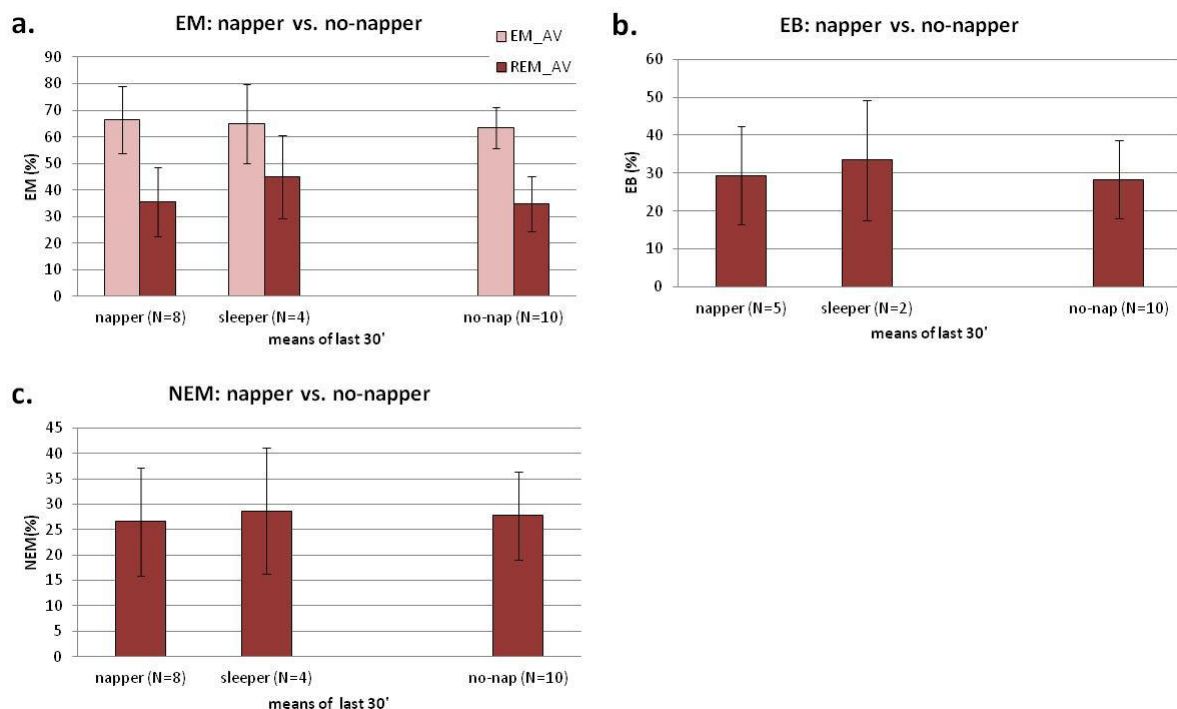 a.
EM: napper vs. no-napper
EM_AV
REM_AV
90
80
70
60
50
40
30
20
10
0
EM (%)
napper (N=8) sleeper (N=4) no-nap (N=10)
means of last 30'
b.
EB: napper vs. no-napper
60
50
40
30
20
10
0
EB (%)
napper (N=5) sleeper (N=2) no-nap (N=10)
means of last 30'
c.
NEM: napper vs. no-napper
45
40
35
30
25
20
15
10
5
0
NEM(%)
napper (N=8) sleeper (N=4) no-nap (N=10)
means of last 30'